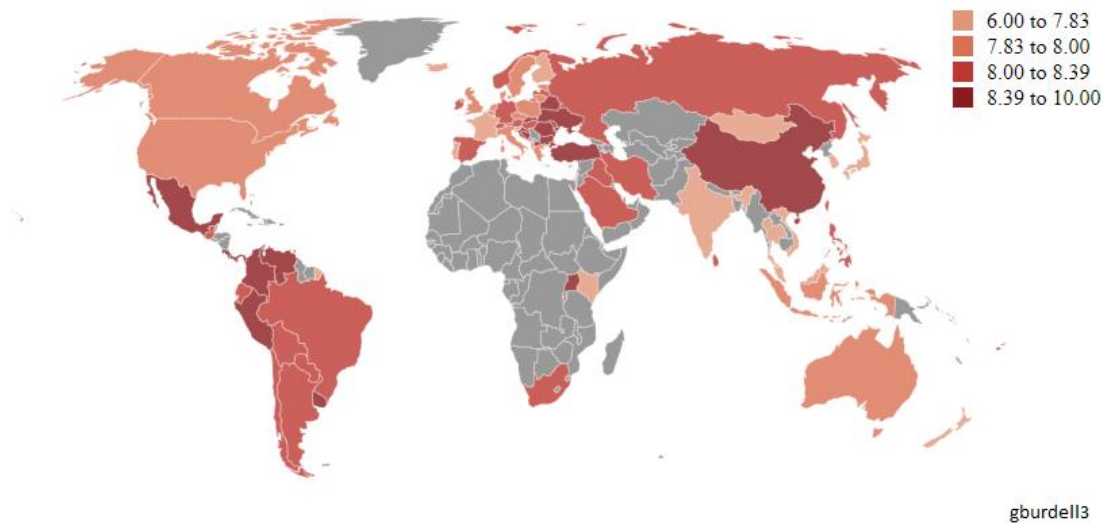 6.00 to 7.83
7.83 to 8.00
8.00 to 8.39
8.39 to 10.00
gburdell3